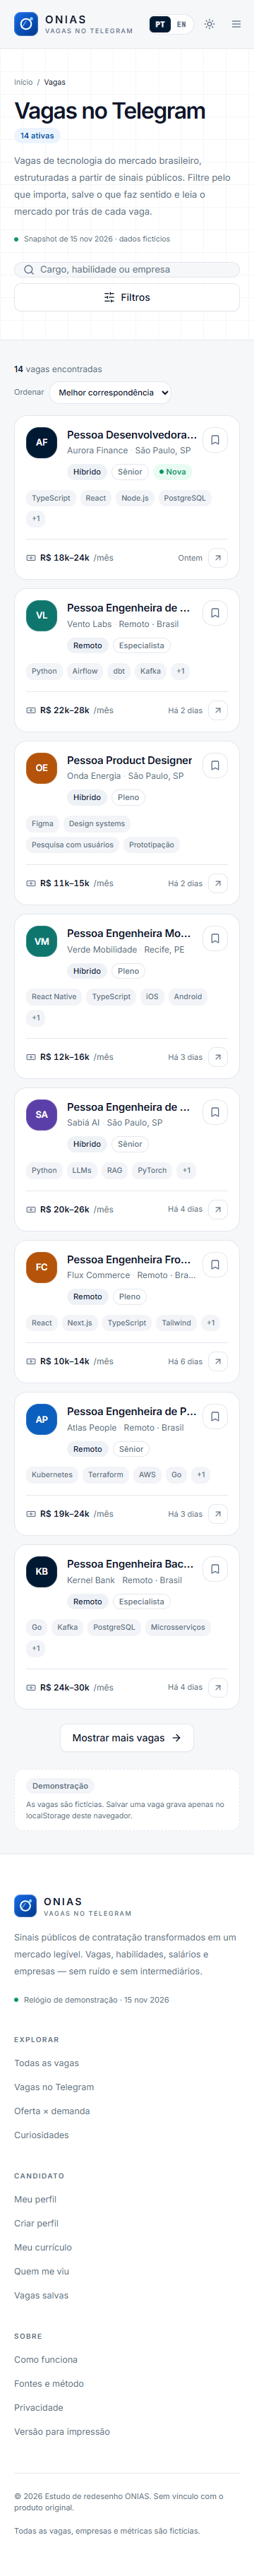 ONIAS
VAGAS NO TELEGRAM
PT EN
Início / Vagas
Vagas no Telegram
14 ativas
Vagas de tecnologia do mercado brasileiro,
estruturadas a partir de sinais públicos. Filtre pelo
que importa, salve o que faz sentido e leia o
mercado por trás de cada vaga.
Snapshot de 15 nov 2026 · dados fictícios
Cargo, habilidade ou empresa
Filtros
14 vagas encontradas
Ordenar Melhor correspondência
AF
Pessoa Desenvolvedora...
Aurora Finance São Paulo, SP
Híbrido Sênior Nova
TypeScript React Node.js PostgreSQL
+1
R$ 18k–24k /mês Ontem
VL
Pessoa Engenheira de ...
Vento Labs Remoto · Brasil
Remoto Especialista
Python Airflow dbt Kafka +1
R$ 22k–28k /mês Há 2 dias
OE
Pessoa Product Designer
Onda Energia São Paulo, SP
Híbrido Pleno
Figma Design systems
Pesquisa com usuários Prototipação
R$ 11k–15k /mês Há 2 dias
VM
Pessoa Engenheira Mo...
Verde Mobilidade Recife, PE
Híbrido Pleno
React Native TypeScript iOS Android
+1
R$ 12k–16k /mês Há 3 dias
SA
Pessoa Engenheira de ...
Sabiá AI São Paulo, SP
Híbrido Sênior
Python LLMs RAG PyTorch +1
R$ 20k–26k /mês Há 4 dias
FC
Pessoa Engenheira Fro...
Flux Commerce Remoto · Bra...
Remoto Pleno
React Next.js TypeScript Tailwind +1
R$ 10k–14k /mês Há 6 dias
AP
Pessoa Engenheira de P...
Atlas People Remoto · Brasil
Remoto Sênior
Kubernetes Terraform AWS Go +1
R$ 19k–24k /mês Há 3 dias
KB
Pessoa Engenheira Bac...
Kernel Bank Remoto · Brasil
Remoto Especialista
Go Kafka PostgreSQL Microsserviços
+1
R$ 24k–30k /mês Há 4 dias
Mostrar mais vagas
Demonstração
As vagas são fictícias. Salvar uma vaga grava apenas no
localStorage deste navegador.
ONIAS
VAGAS NO TELEGRAM
Sinais públicos de contratação transformados em um
mercado legível. Vagas, habilidades, salários e
empresas — sem ruído e sem intermediários.
Relógio de demonstração · 15 nov 2026
EXPLORAR
Todas as vagas
Vagas no Telegram
Oferta × demanda
Curiosidades
CANDIDATO
Meu perfil
Criar perfil
Meu currículo
Quem me viu
Vagas salvas
SOBRE
Como funciona
Fontes e método
Privacidade
Versão para impressão
© 2026 Estudo de redesenho ONIAS. Sem vínculo com o
produto original.
Todas as vagas, empresas e métricas são fictícias.